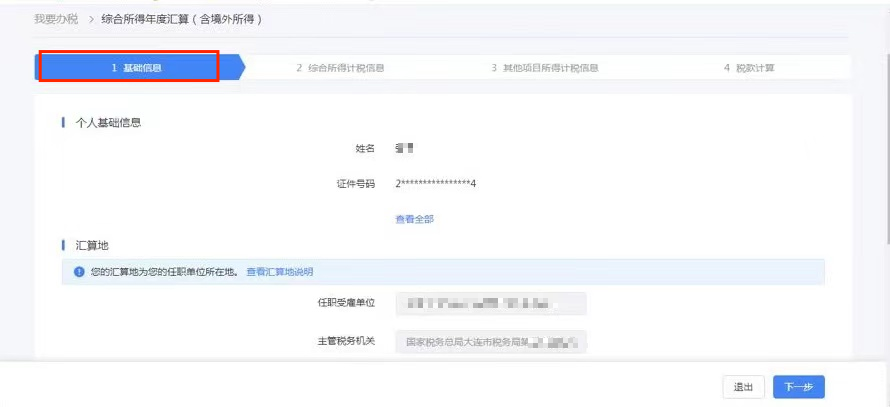 我要办税 > 综合所得年度汇算（含境外所得）
1 基础信息 2 综合所得计税信息 3 其他项目所得计税信息 4 税款计算
个人基础信息
姓名
证件号码 2****************4
查看全部
汇算地
您的汇算地为您的任职单位所在地。 查看汇算地说明
任职受雇单位
主管税务机关 国家税务总局大连市税务局第
退出 下一步